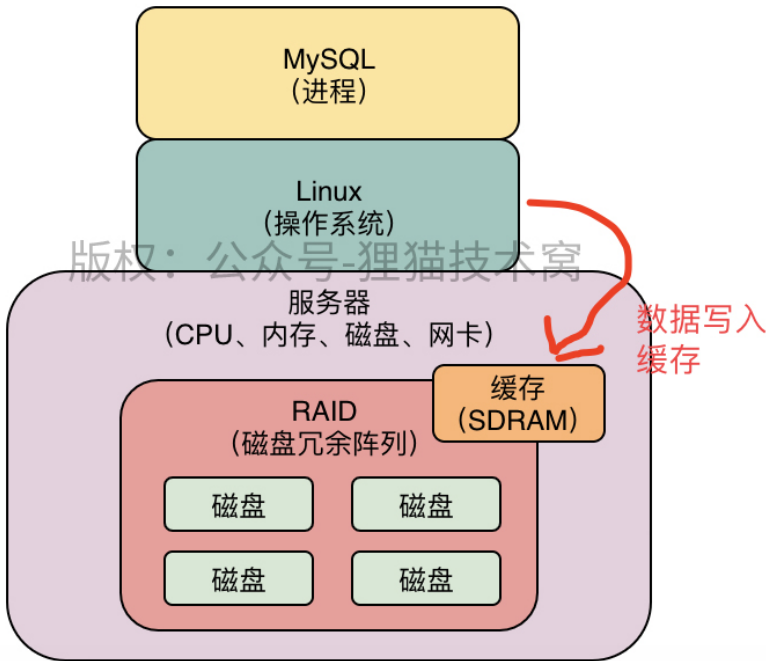 MySQL
（进程）
Linux
（操作系统）
版权：公众号-狸猫技术窝
服务器
（CPU、内存、磁盘、网卡）
数据写入
缓存
缓存
（SDRAM）
RAID
（磁盘冗余阵列）
磁盘
磁盘
磁盘
磁盘